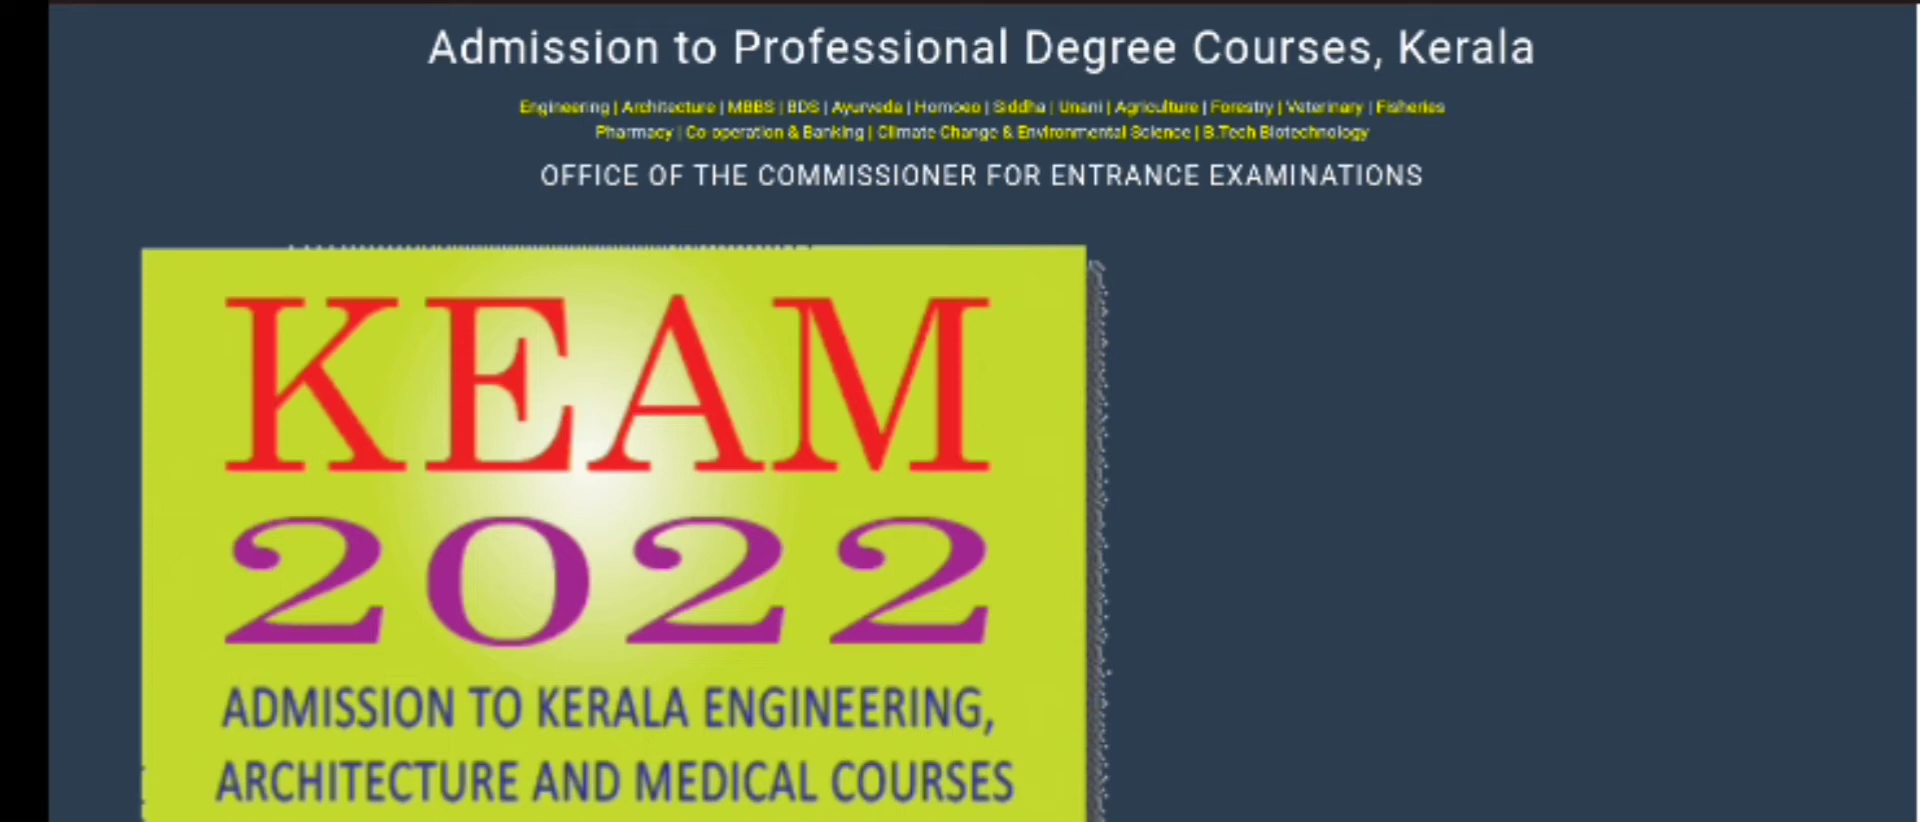 Admission to Professional Degree Courses, Kerala
Engineering | Architecture | MBBS | BDS | Ayurveda | Homoeo | Siddha | Unani | Agriculture | Forestry | Veterinary | Fisheries
Pharmacy | Co-operation & Banking | Climate Change & Environmental Science | B.Tech Biotechnology
OFFICE OF THE COMMISSIONER FOR ENTRANCE EXAMINATIONS
KEAM
2022
ADMISSION TO KERALA ENGINEERING,
ARCHITECTURE AND MEDICAL COURSES